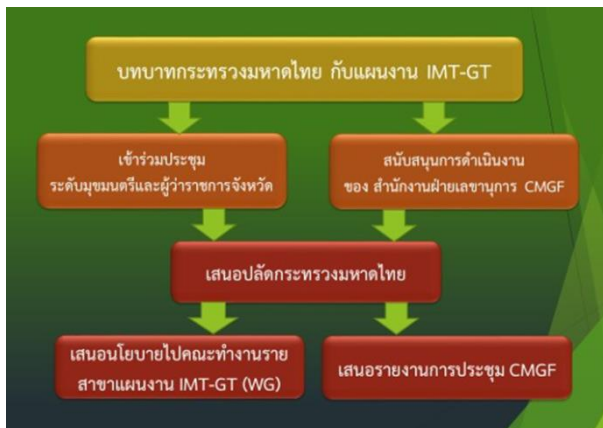 บทบาทกระทรวงมหาดไทย กับแผนงาน IMT-GT
เข้าร่วมประชุม
ระดับมุขมนตรีและผู้ว่าราชการจังหวัด
สนับสนุนการดำเนินงาน
ของ สำนักงานฝ่ายเลขานุการ CMGF
เสนอปลัดกระทรวงมหาดไทย
เสนอนโยบายไปคณะทำงานราย
สาขาแผนงาน IMT-GT (WG)
เสนอรายงานการประชุม CMGF